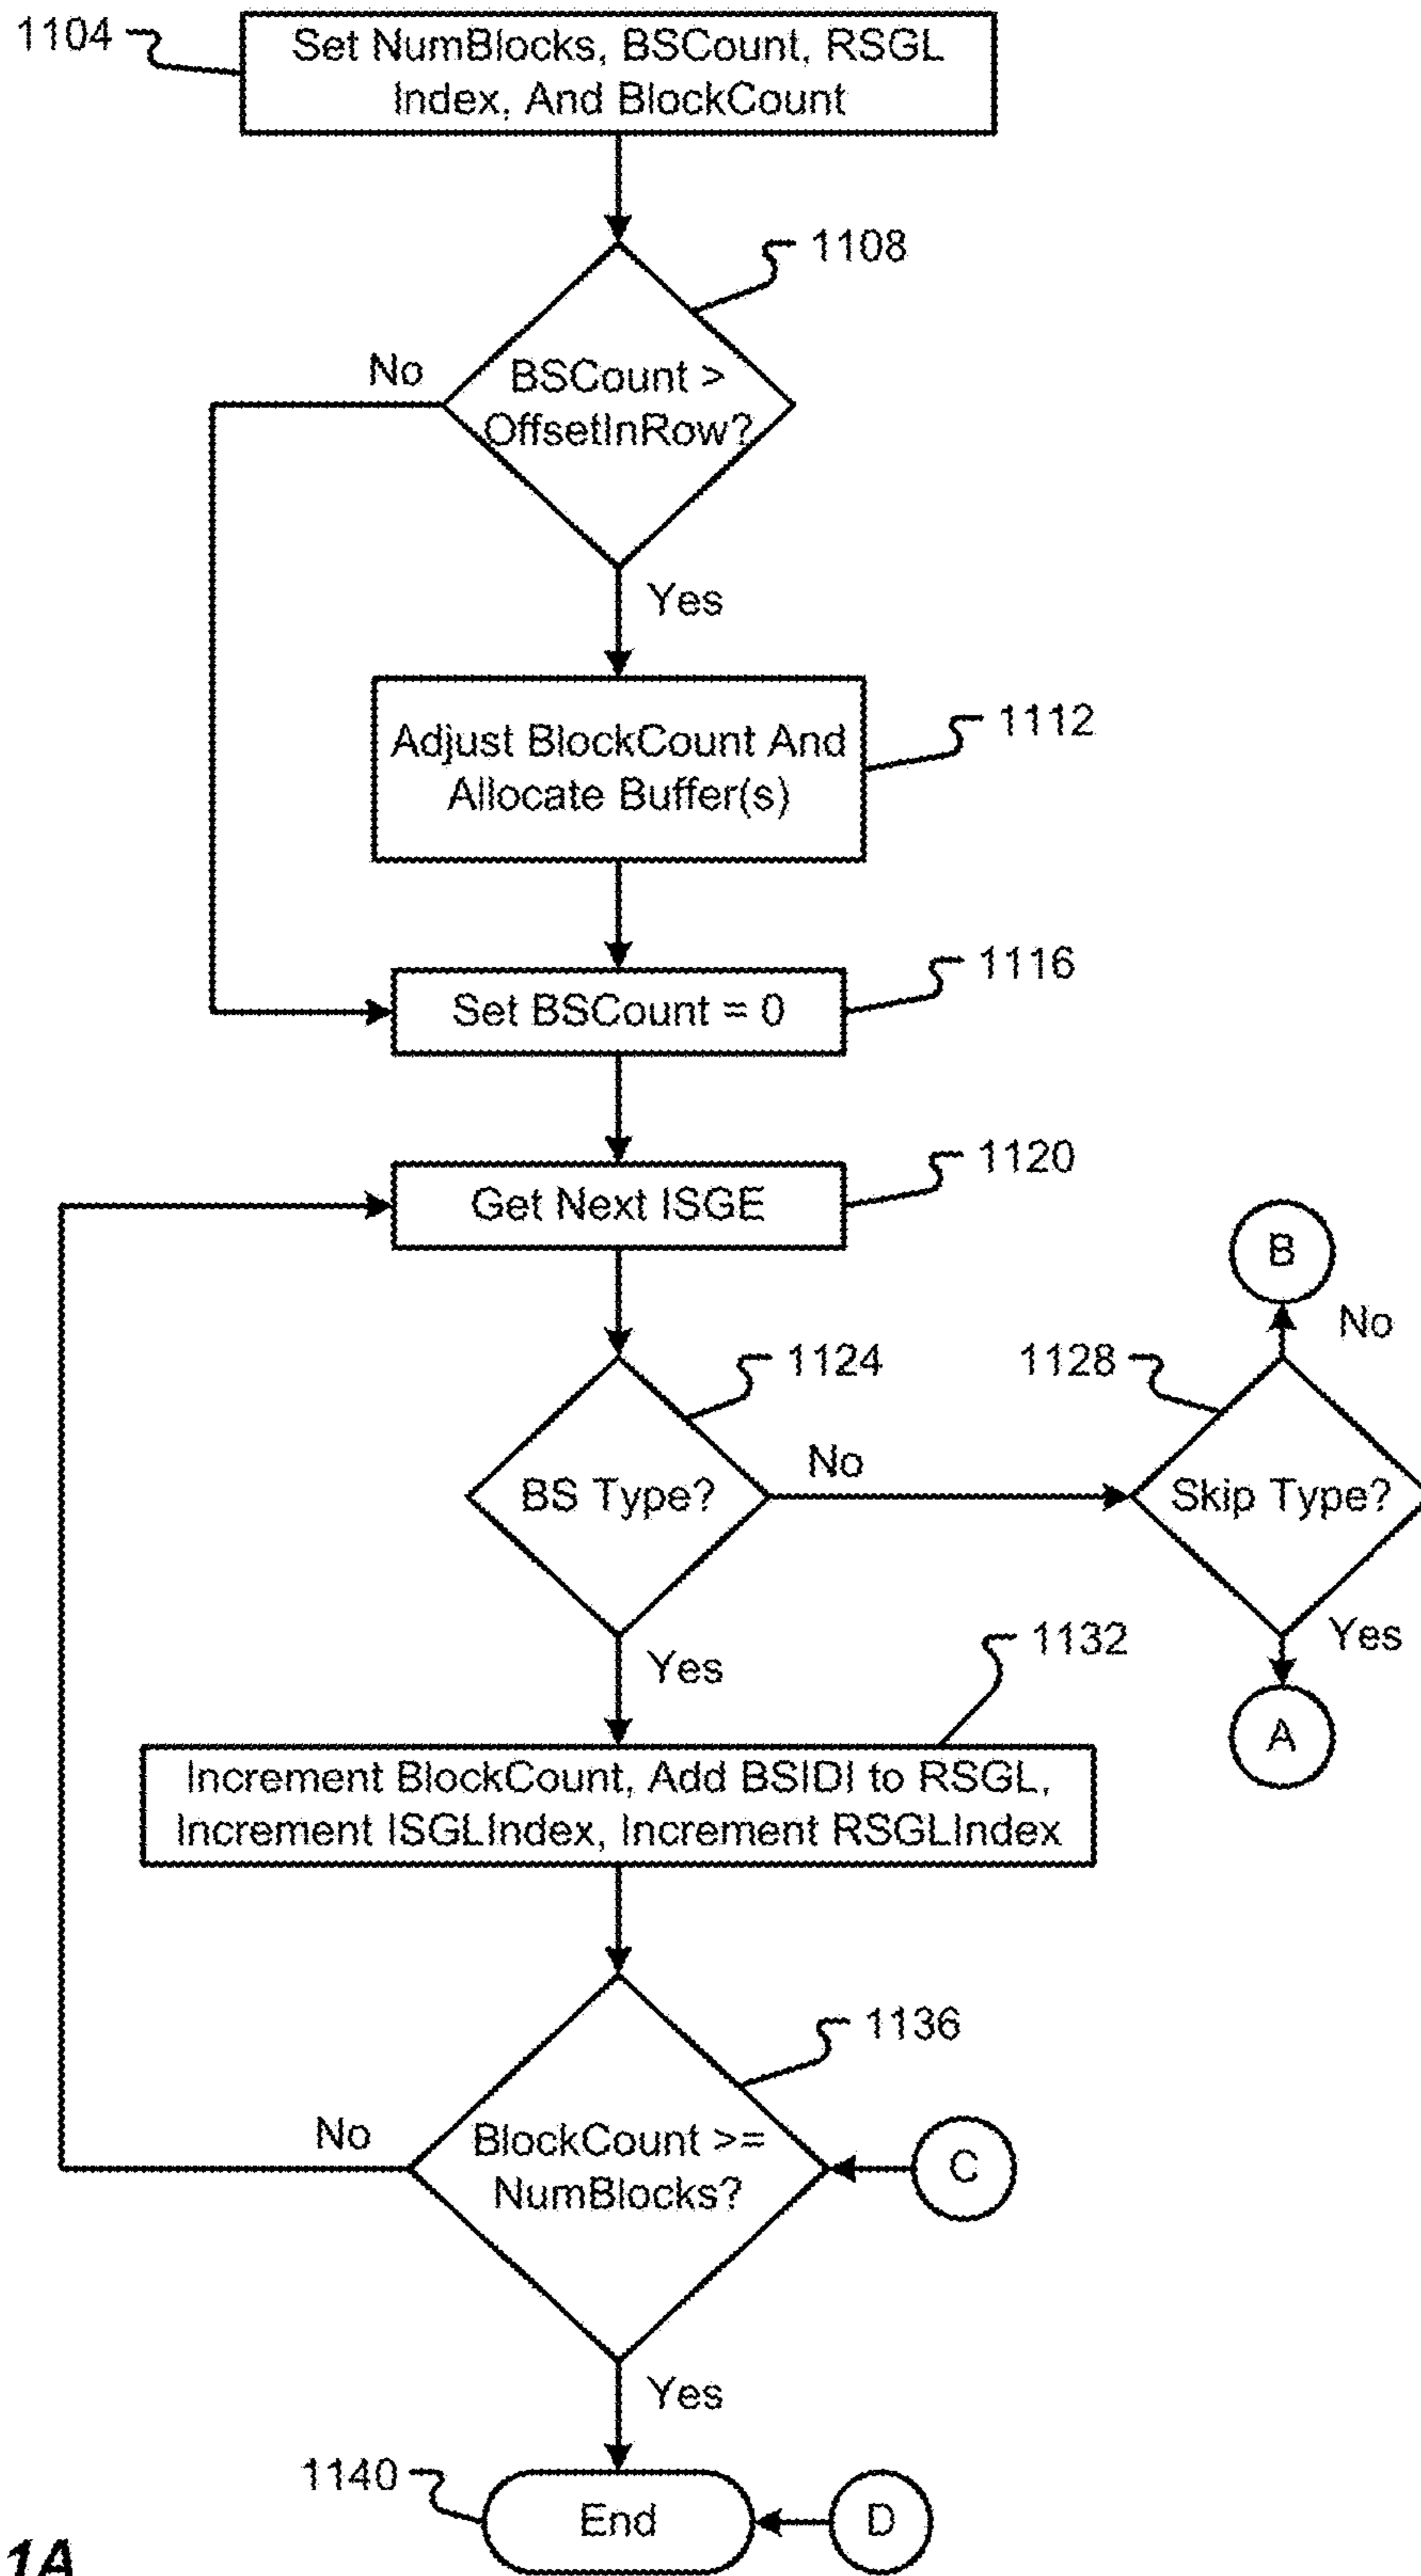 1104
Set NumBlocks, BSCount, RSGL
Index, And BlockCount
1108
No
BSCount >
OffsetInRow?
Yes
Adjust BlockCount And
Allocate Buffer(s)
1112
1116
Set BSCount = 0
1120
Get Next ISGE
B
No
1124
1128
BS Type?
No
Skip Type?
Yes
1132
Yes
A
Increment BlockCount, Add BSIDI to RSGL,
Increment ISGLIndex, Increment RSGLIndex
1136
No
BlockCount >=
NumBlocks?
C
Yes
1140
End
D
1A